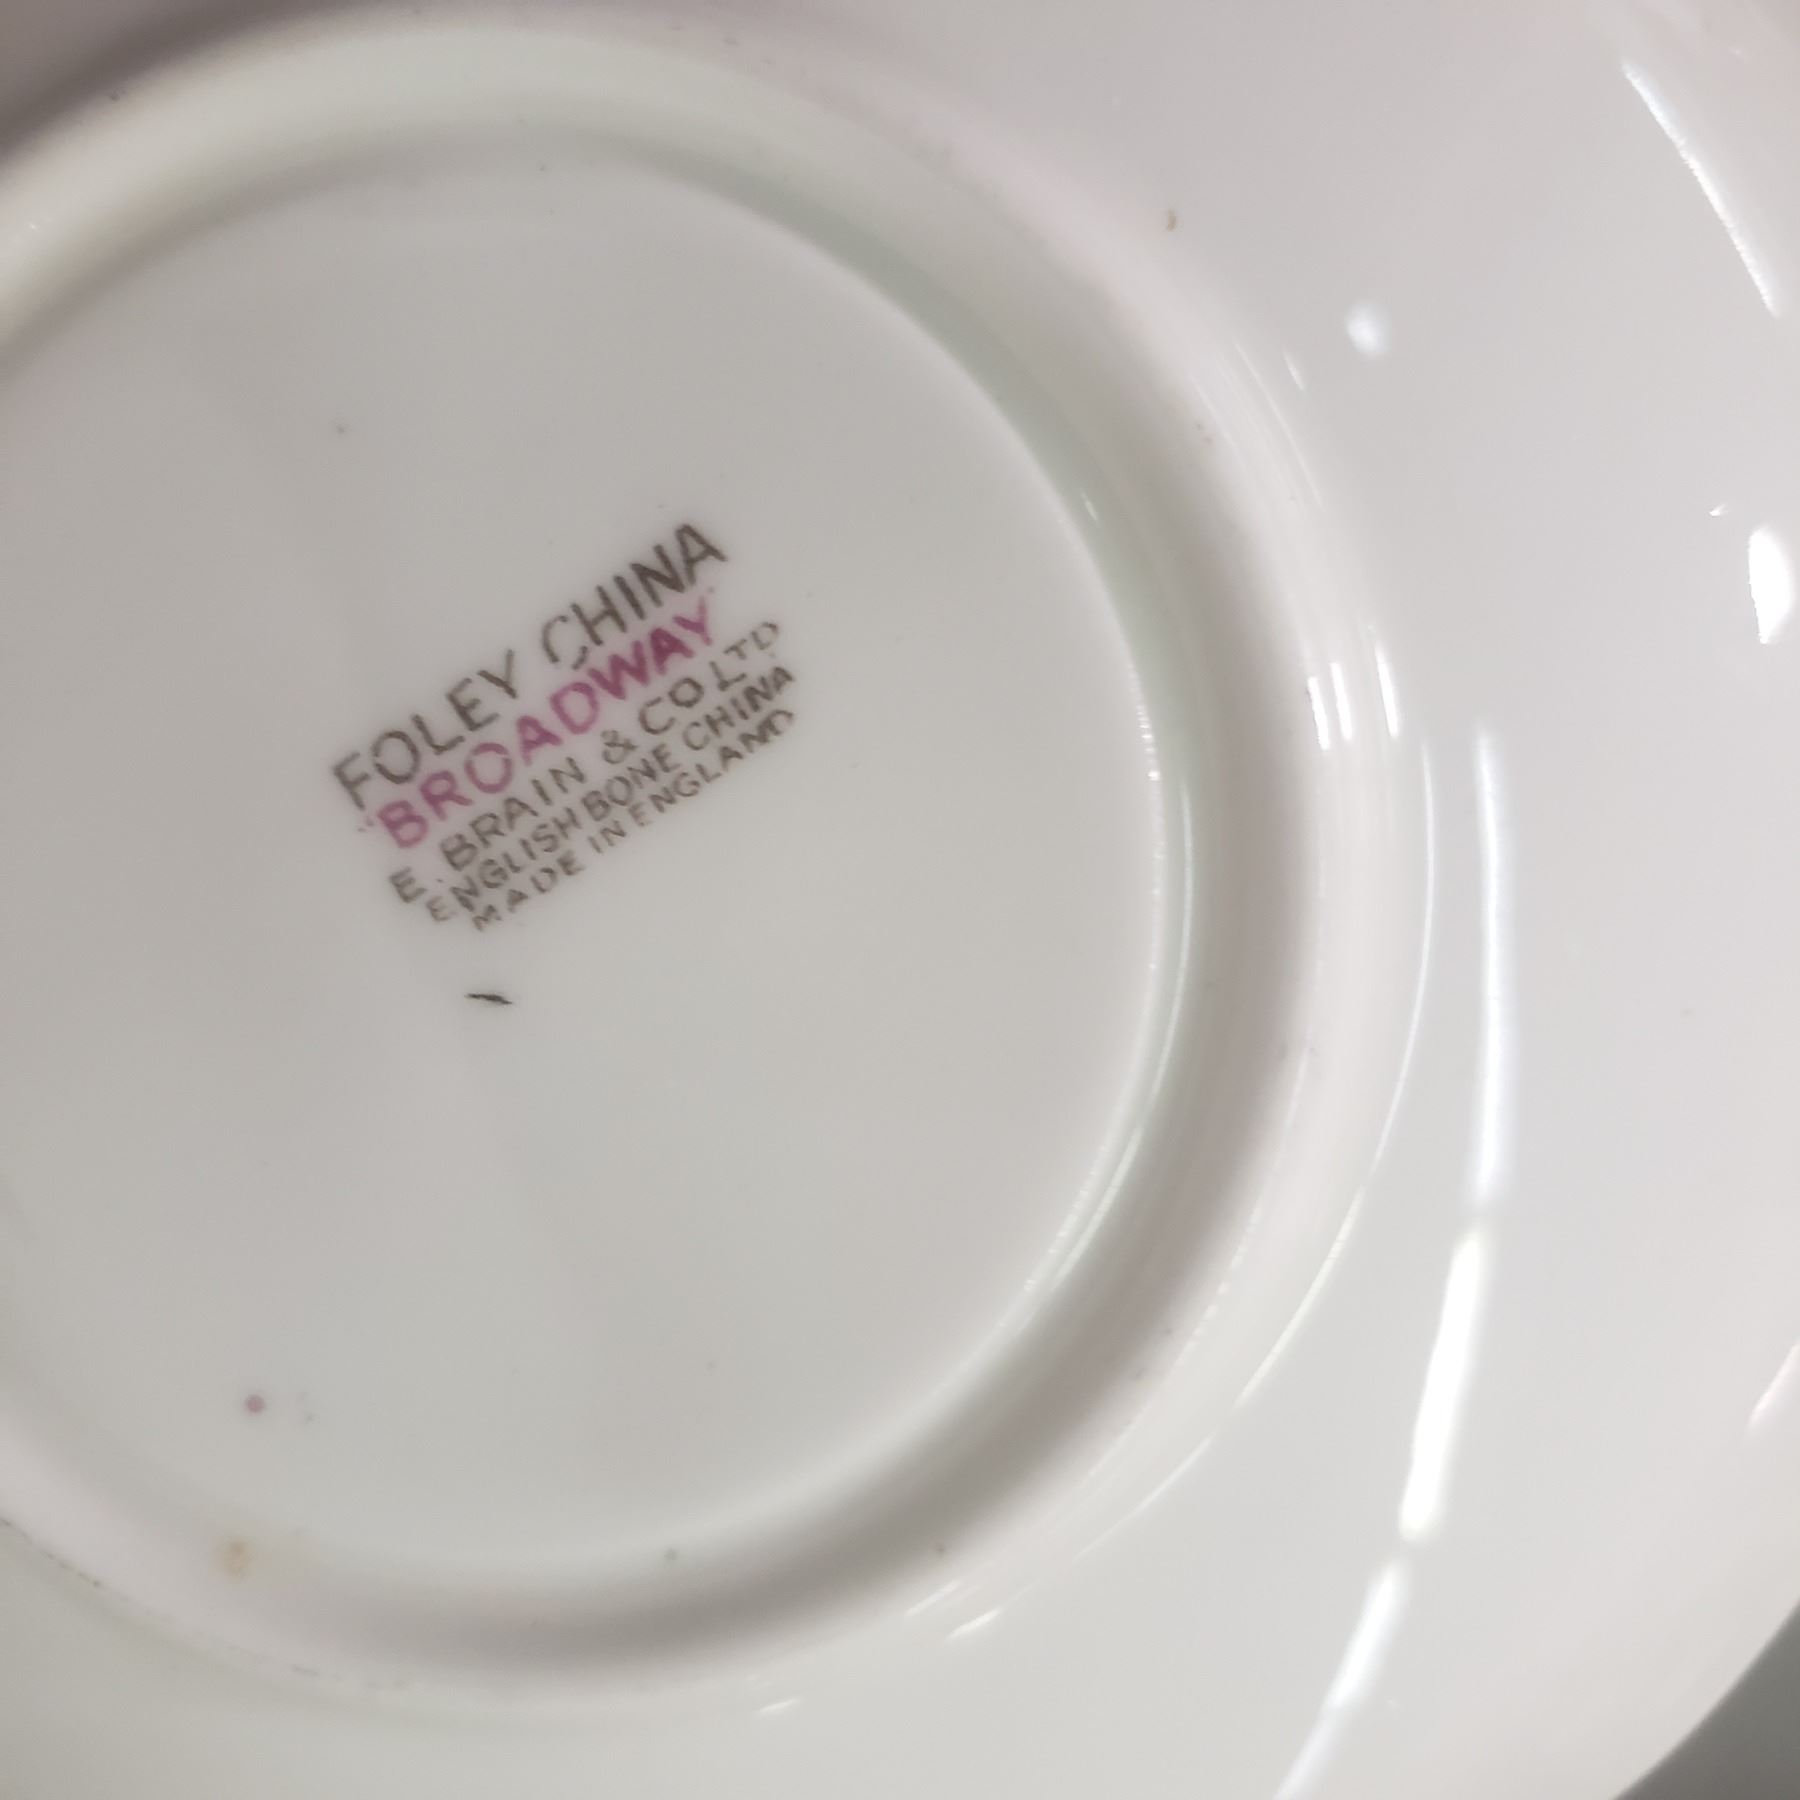 FOLEY CHINA
"BROADWAY"
E. BRAIN & CO LTD
ENGLISH BONE CHINA
MADE IN ENGLAND